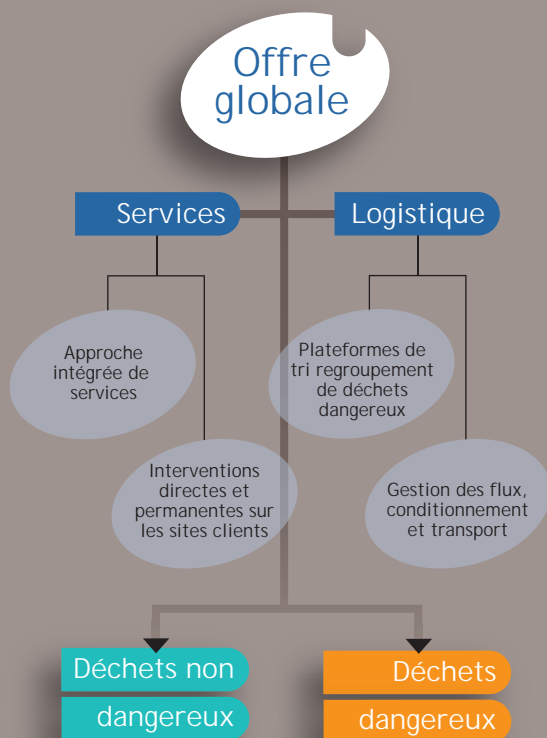 Offre
globale
Services
Logistique
Approche
intégrée de
services
Plateformes de
tri regroupement
de déchets
dangereux
Interventions
directes et
permanentes sur
les sites clients
Gestion des flux,
conditionnement
et transport
Déchets non
dangereux
Déchets
dangereux